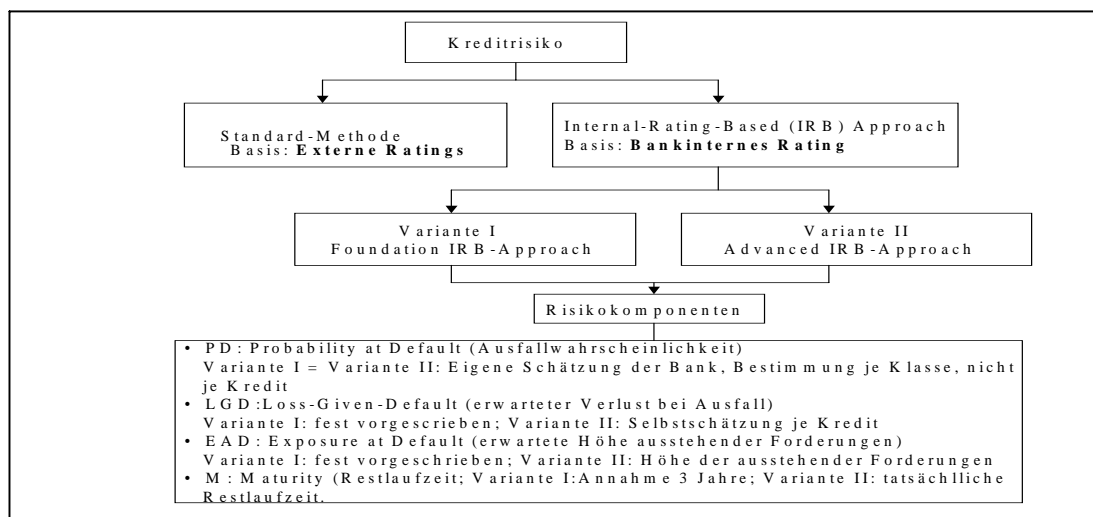 Kreditrisiko
Standard-Methode
Basis: Externe Ratings
Internal-Rating-Based (IRB) Approach
Basis: Bankinternes Rating
Variante I
Foundation IRB-Approach
Variante II
Advanced IRB-Approach
Risikokomponenten
• PD: Probability at Default (Ausfallwahrscheinlichkeit)
Variante I = Variante II: Eigene Schätzung der Bank, Bestimmung je Klasse, nicht
je Kredit
• LGD:Loss-Given-Default (erwarteter Verlust bei Ausfall)
Variante I: fest vorgeschrieben; Variante II: Selbstschätzung je Kredit
• EAD: Exposure at Default (erwartete Höhe ausstehender Forderungen)
Variante I: fest vorgeschrieben; Variante II: Höhe der ausstehender Forderungen
• M: Maturity (Restlaufzeit; Variante I:Annahme 3 Jahre; Variante II: tatsächlliche
Restlaufzeit.